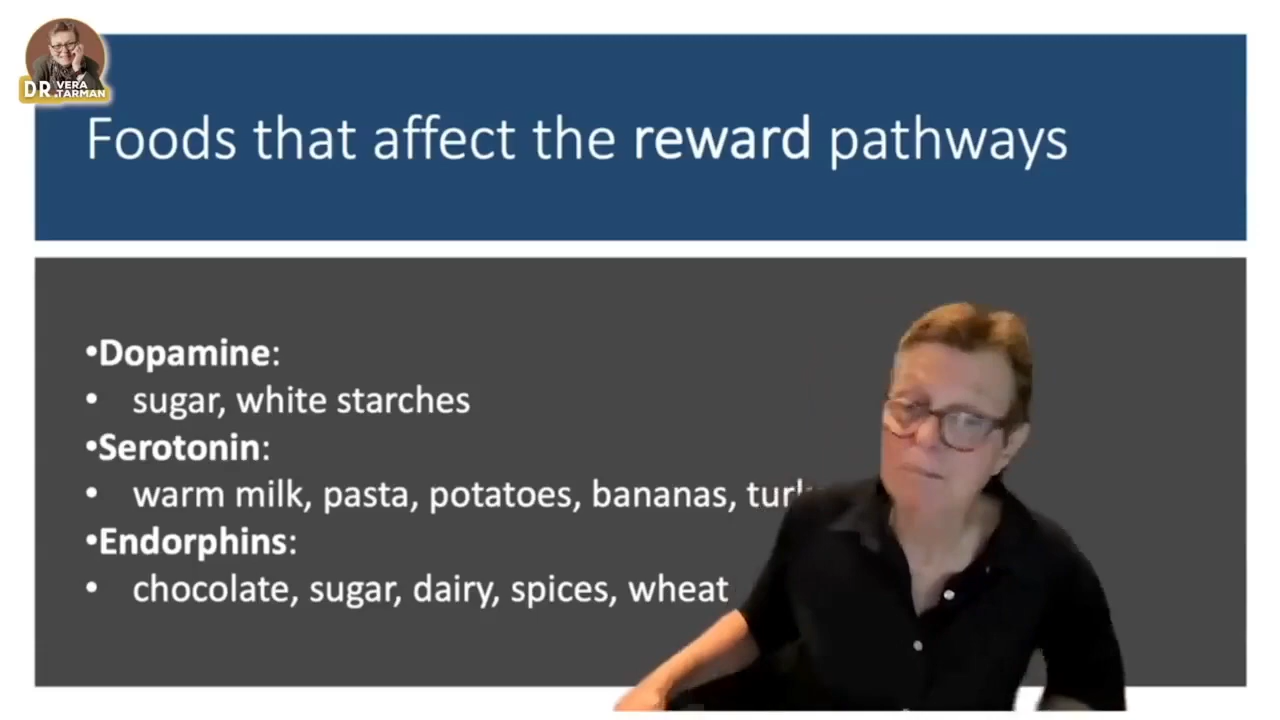 DR. VERA TARMAN
Foods that affect the reward pathways
•Dopamine:
• sugar, white starches
•Serotonin:
• warm milk, pasta, potatoes, bananas,
•Endorphins:
• chocolate, sugar, dairy, spices, wheat